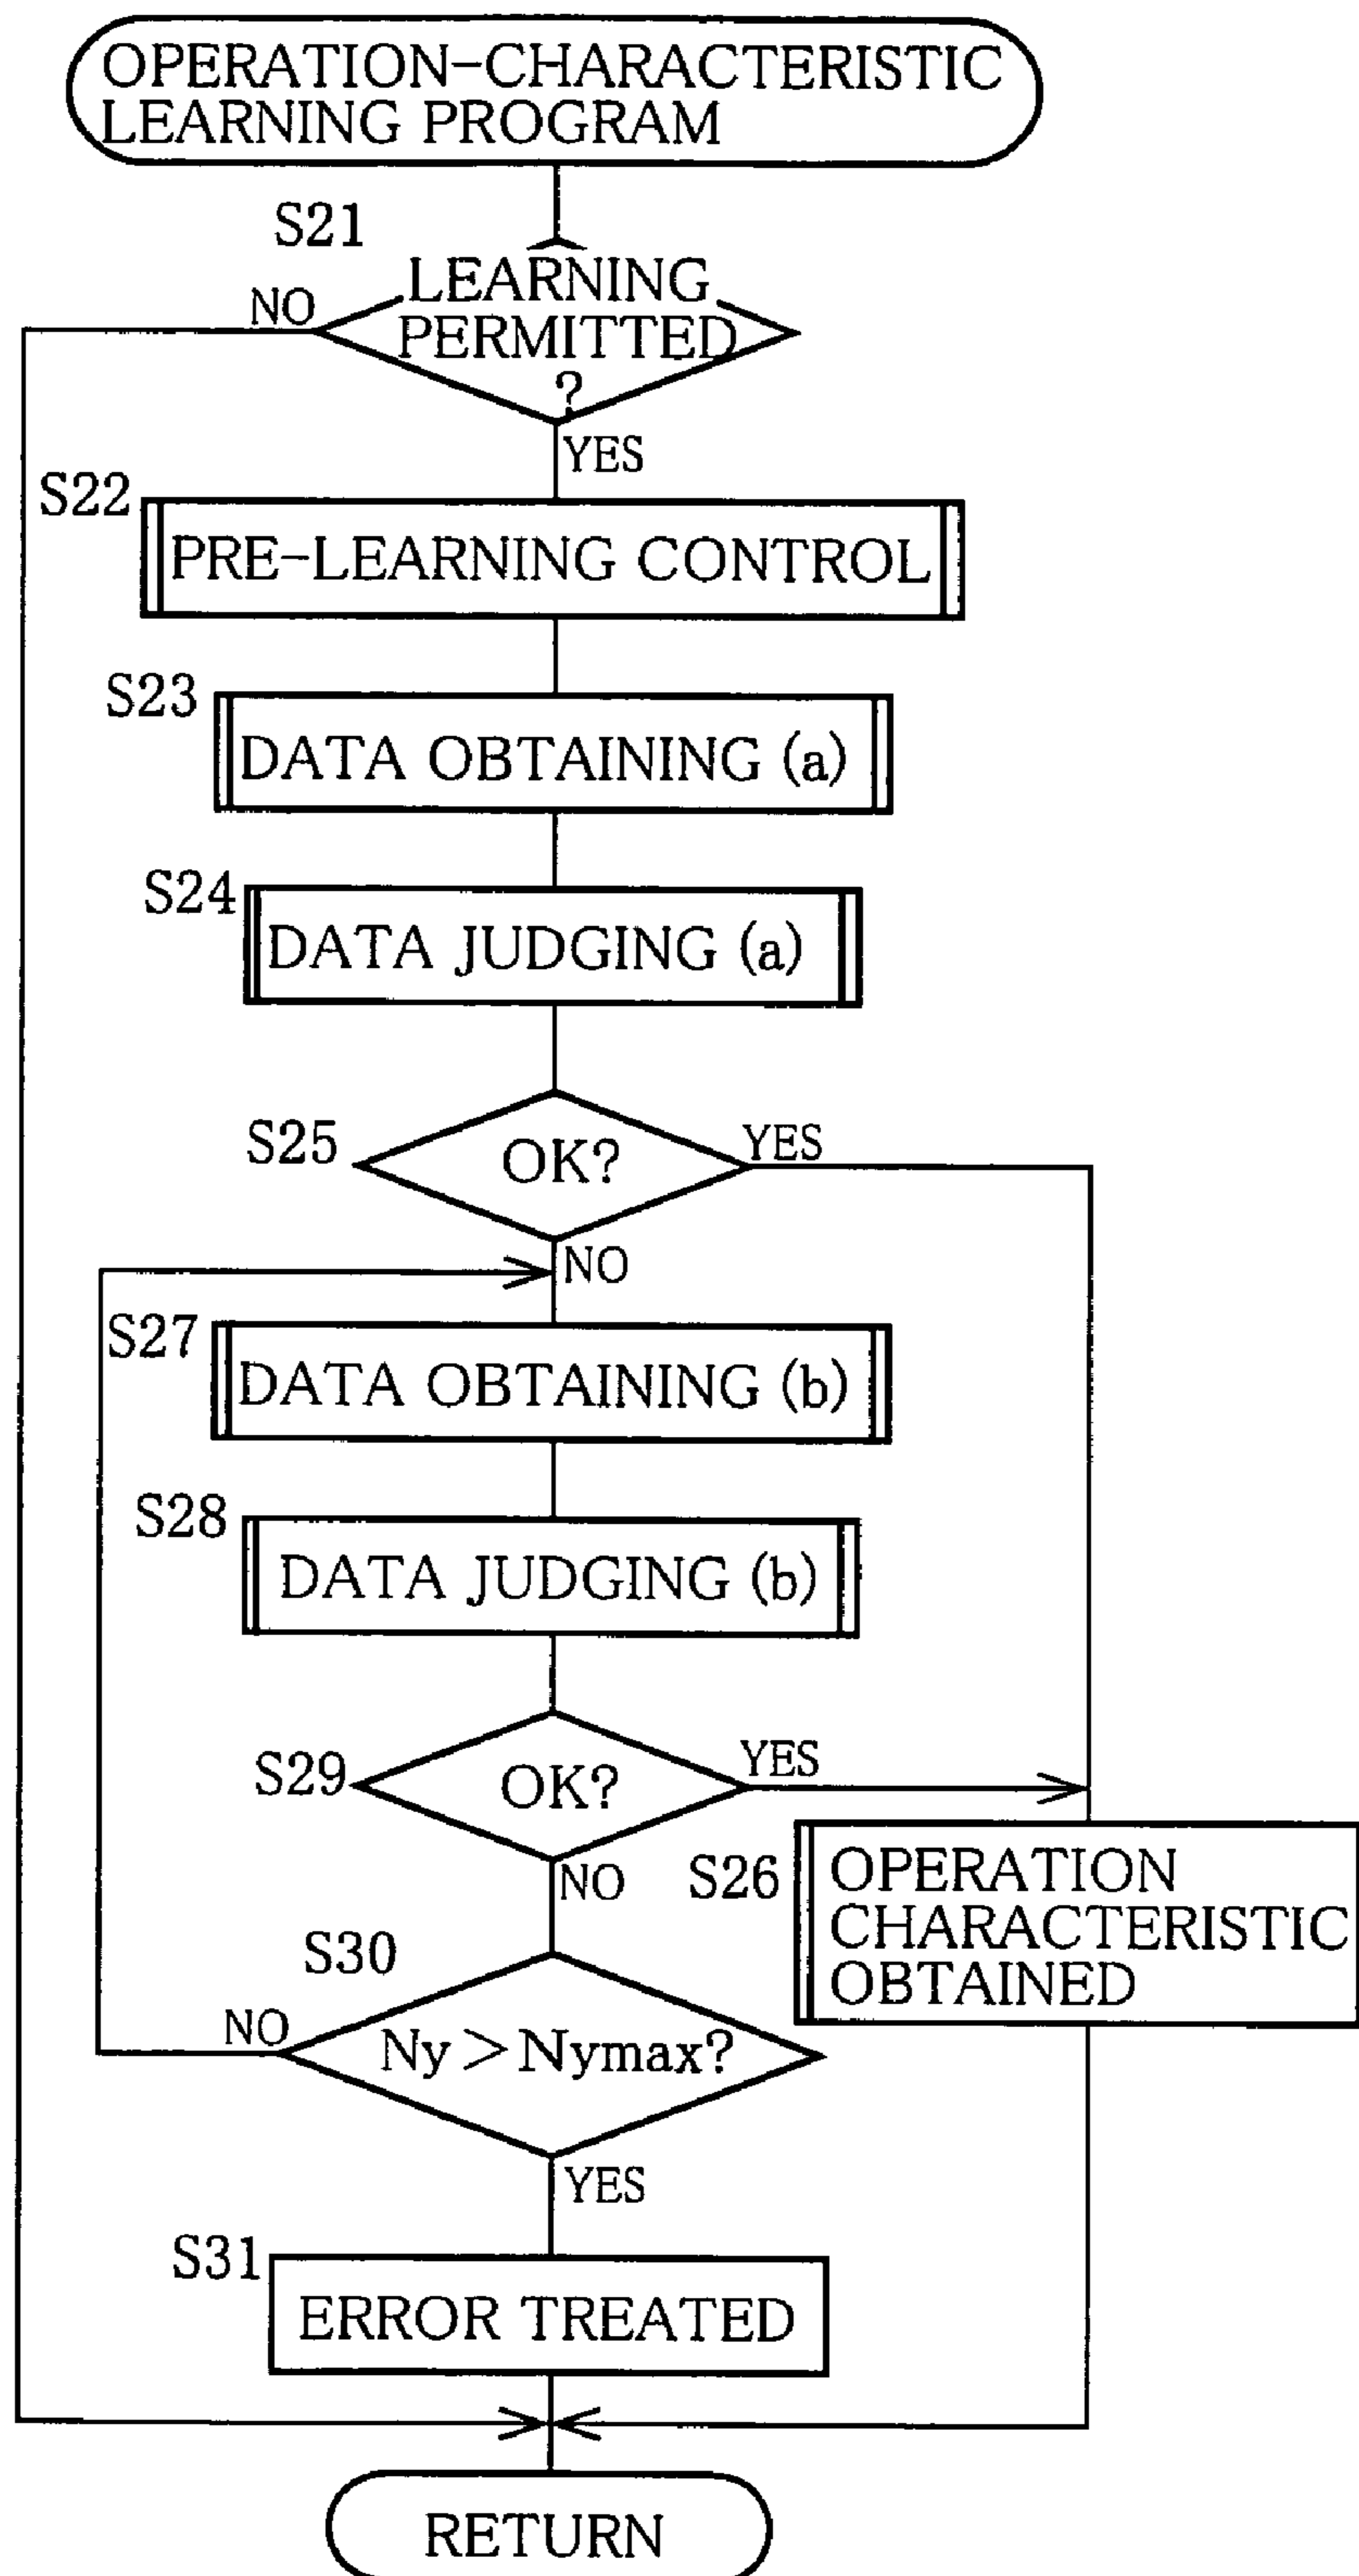 OPERATION-CHARACTERISTIC
LEARNING PROGRAM
S21
LEARNING
PERMITTED
?
NO
YES
S22
PRE-LEARNING CONTROL
S23
DATA OBTAINING (a)
S24
DATA JUDGING (a)
S25
OK?
YES
NO
S27
DATA OBTAINING (b)
S28
DATA JUDGING (b)
S29
OK?
YES
NO
S26
OPERATION
CHARACTERISTIC
OBTAINED
S30
Ny > Nymax?
NO
YES
S31
ERROR TREATED
RETURN